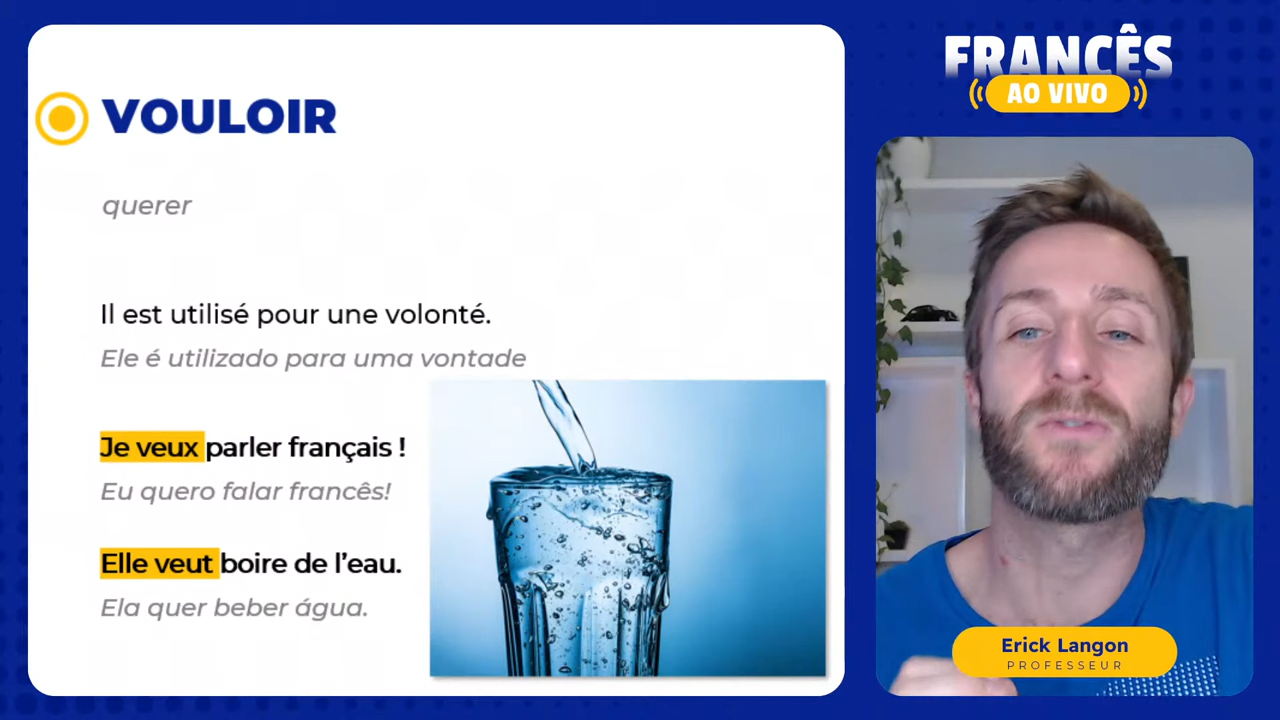 VOULOIR
querer
Il est utilisé pour une volonté.
Ele é utilizado para uma vontade
Je veux parler français !
Eu quero falar francês!
Elle veut boire de l’eau.
Ela quer beber água.
FRANCÊS
AO VIVO
Erick Langon
PROFESSEUR